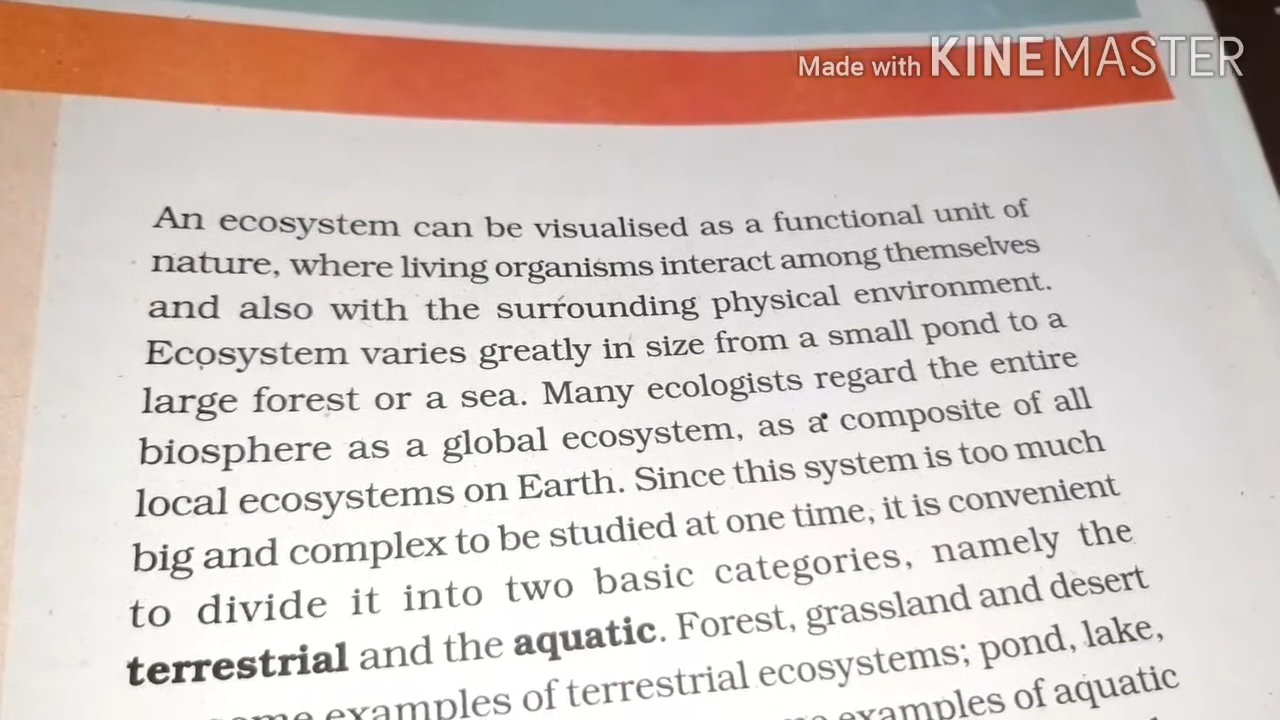 Made with KINEMASTER
An ecosystem can be visualised as a functional unit of
nature, where living organisms interact among themselves
and also with the surrounding physical environment.
Ecosystem varies greatly in size from a small pond to a
large forest or a sea. Many ecologists regard the entire
biosphere as a global ecosystem, as a composite of all
local ecosystems on Earth. Since this system is too much
big and complex to be studied at one time, it is convenient
to divide it into two basic categories, namely the
terrestrial and the aquatic. Forest, grassland and desert
examples of terrestrial ecosystems; pond, lake,
examples of aquatic